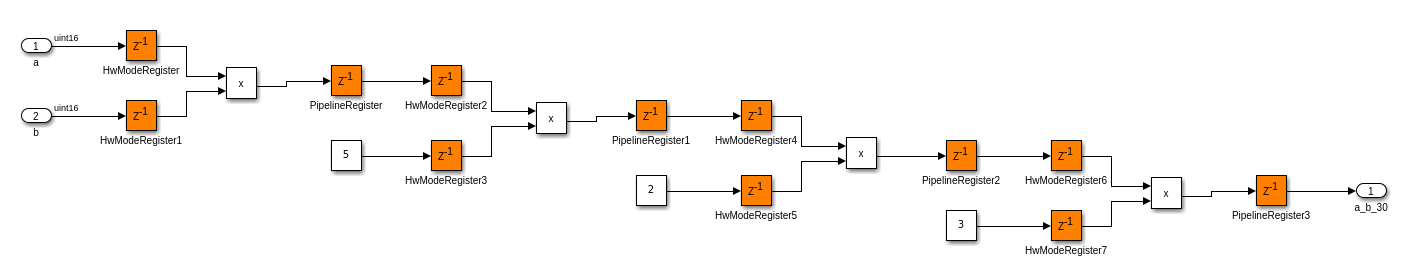 1
uint16
a
Z-1
HwModeRegister
2
uint16
b
Z-1
HwModeRegister1
x
Z-1
PipelineRegister
Z-1
HwModeRegister2
5
Z-1
HwModeRegister3
x
Z-1
PipelineRegister1
Z-1
HwModeRegister4
2
Z-1
HwModeRegister5
x
Z-1
PipelineRegister2
Z-1
HwModeRegister6
3
Z-1
HwModeRegister7
x
Z-1
PipelineRegister3
1
a_b_30